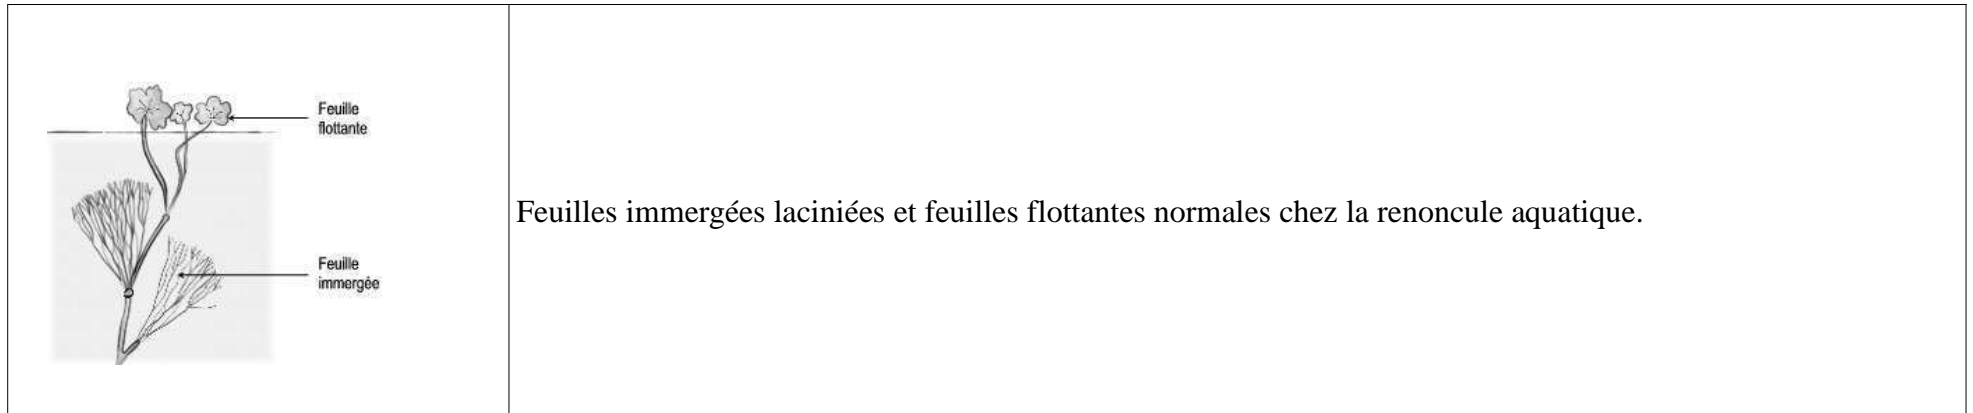 Feuille
flottante
Feuille
immergée
Feuilles immergées laciniées et feuilles flottantes normales chez la renoncule aquatique.